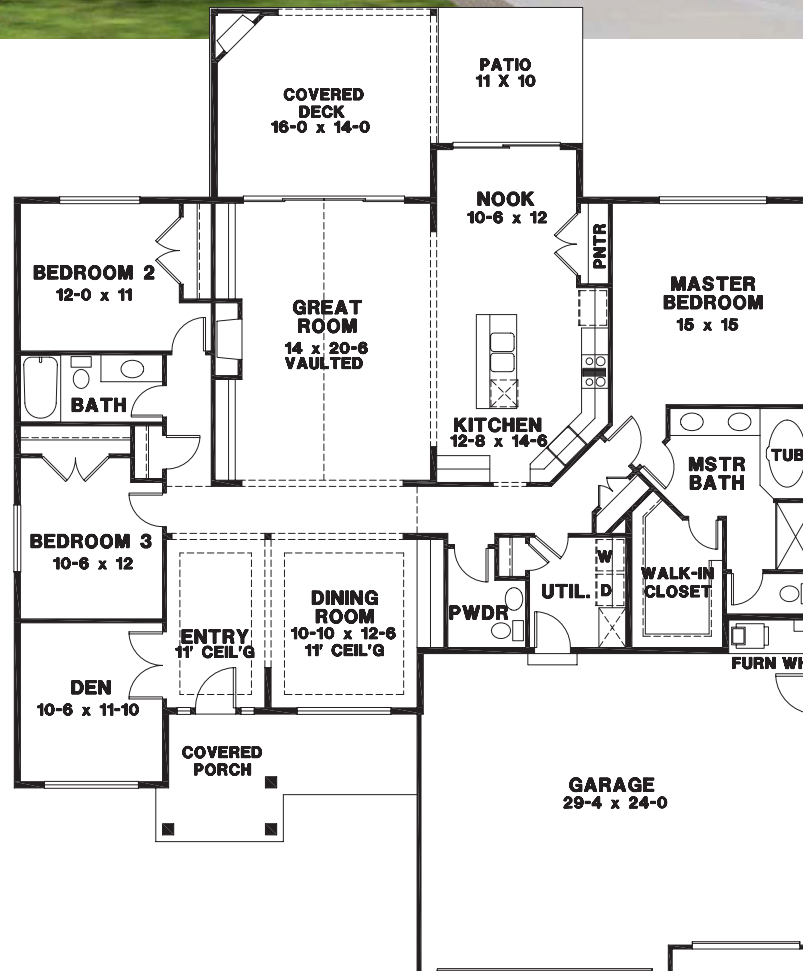 COVERED
DECK
16-0 x 14-0
PATIO
11 X 10
NOOK
10-6 x 12
PNTR
BEDROOM 2
12-0 x 11
GREAT
ROOM
14 x 20-6
VAULTED
MASTER
BEDROOM
15 x 15
BATH
KITCHEN
12-8 x 14-6
MSTR
BATH
TUB
BEDROOM 3
10-6 x 12
DINING
ROOM
10-10 x 12-6
11' CEIL'G
ENTRY
11' CEIL'G
PWDR
UTIL.
W
D
WALK-IN
CLOSET
FURN WH
DEN
10-6 x 11-10
COVERED
PORCH
GARAGE
29-4 x 24-0